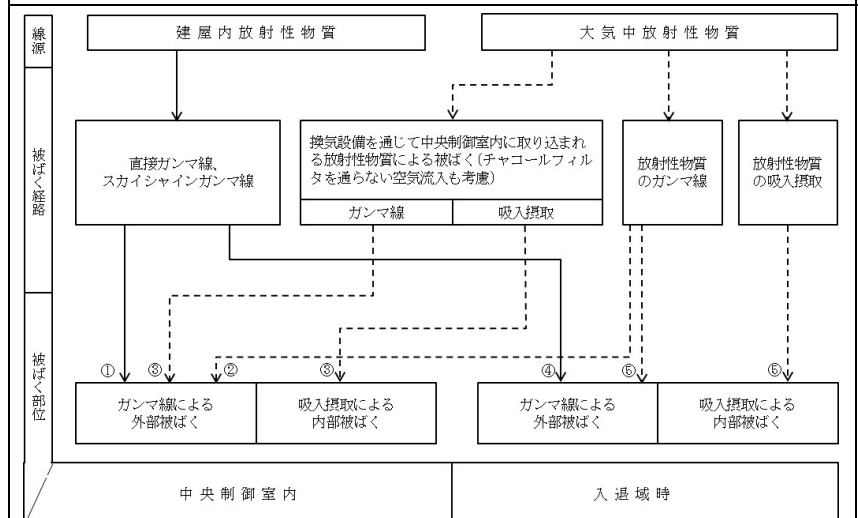 線源
建屋内放射性物質
大気中放射性物質
被ばく経路
直接ガンマ線、
スカイシャインガンマ線
換気設備を通じて中央制御室内に取り込まれ
る放射性物質による被ばく(チャコールフィル
タを通らない空気流入も考慮)
ガンマ線
吸入摂取
放射性物質
のガンマ線
放射性物質
の吸入摂取
被ばく部位
①
③
②
③
④
⑤
⑤
ガンマ線による
外部被ばく
吸入摂取による
内部被ばく
ガンマ線による
外部被ばく
吸入摂取による
内部被ばく
中央制御室内
入退域時